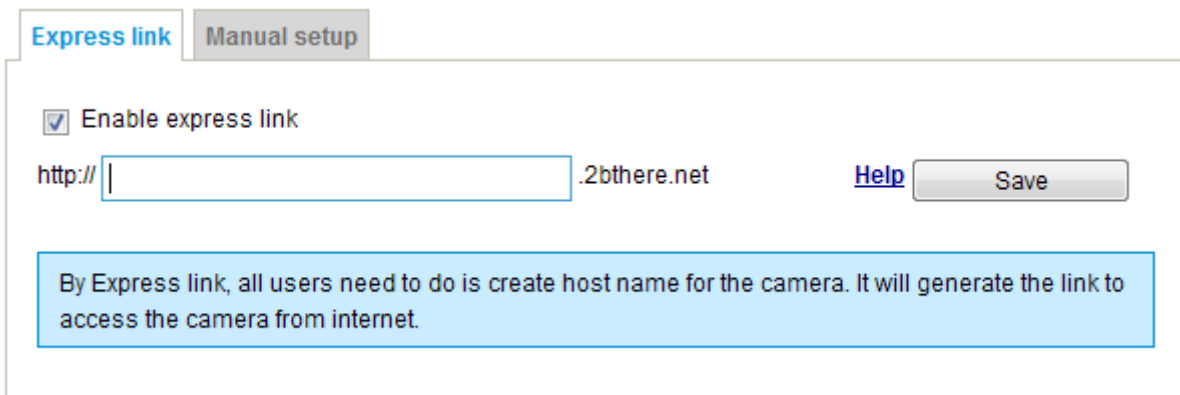 Express link Manual setup
Enable express link
http:// .2bthere.net Help Save
By Express link, all users need to do is create host name for the camera. It will generate the link to
access the camera from internet.